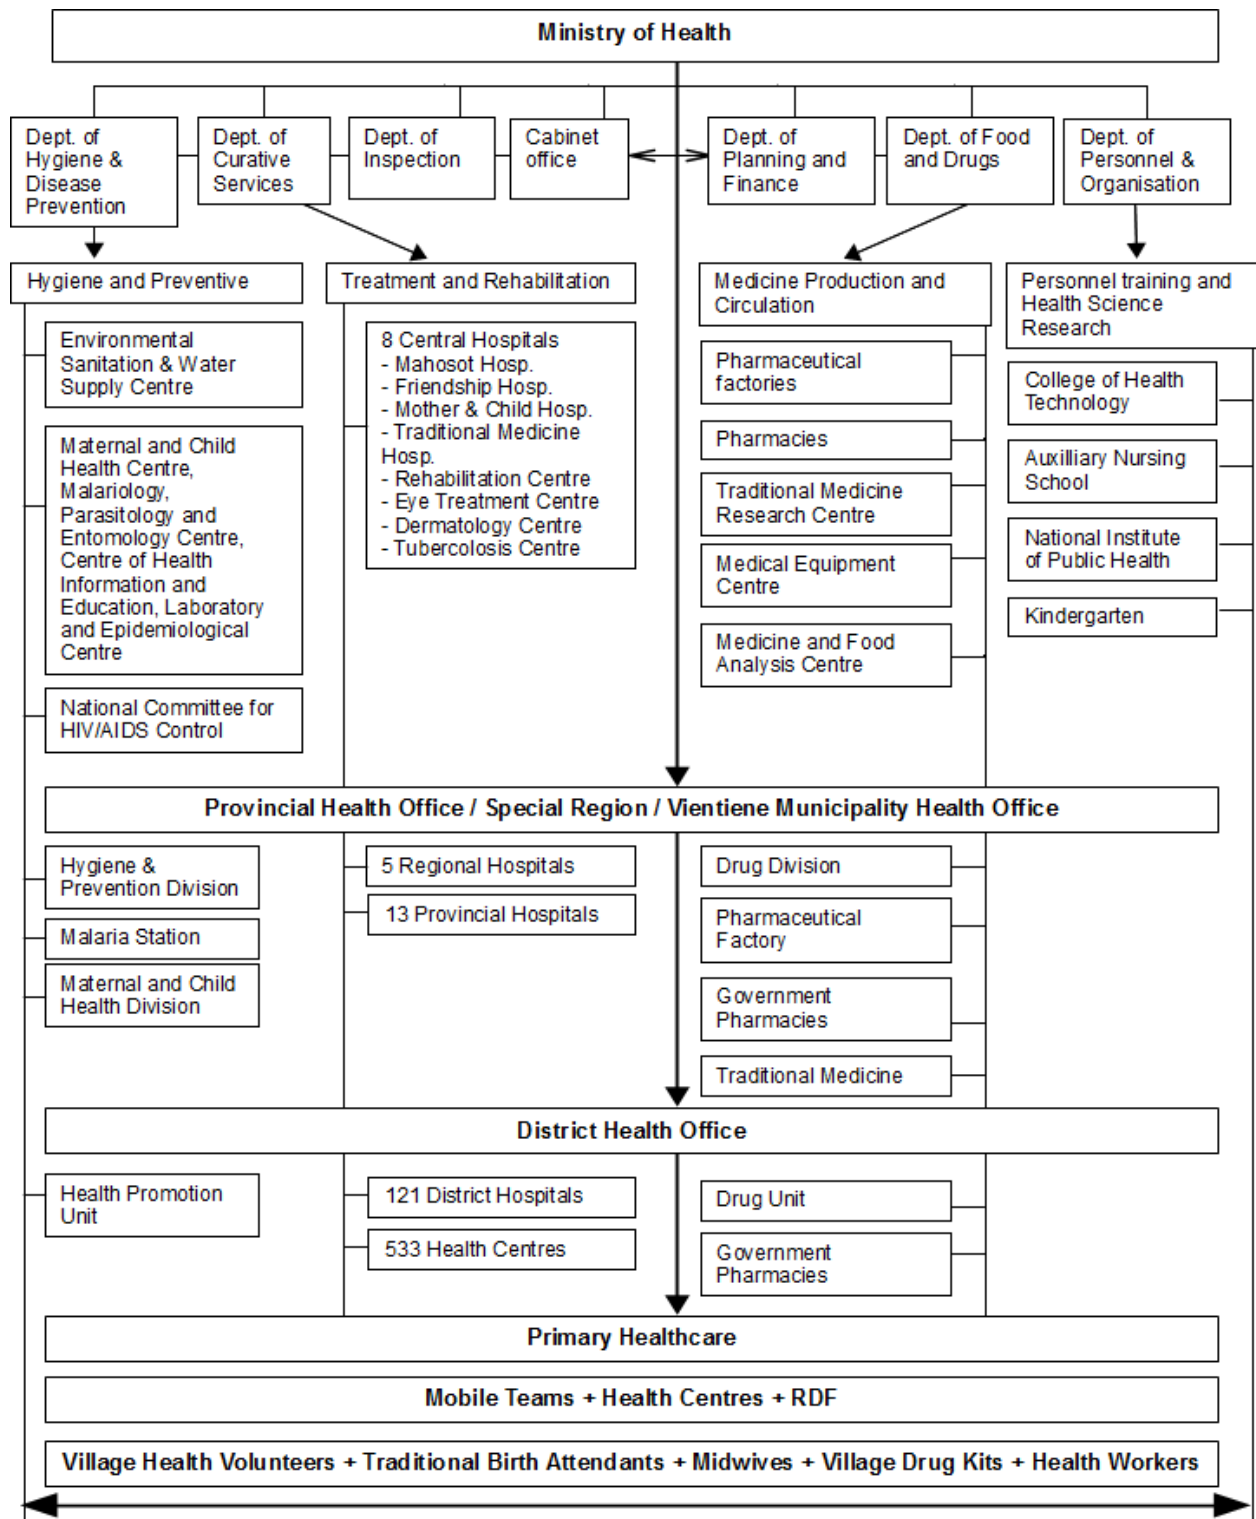 Ministry of Health
Dept. of
Hygiene &
Disease
Prevention
Dept. of
Curative
Services
Dept. of
Inspection
Cabinet
office
Dept. of
Planning and
Finance
Dept. of Food
and Drugs
Dept. of
Personnel &
Organisation
Hygiene and Preventive
Treatment and Rehabilitation
Medicine Production and
Circulation
Personnel training and
Health Science
Research
Environmental
Sanitation & Water
Supply Centre
Maternal and Child
Health Centre,
Malariology,
Parasitology and
Entomology Centre,
Centre of Health
Information and
Education, Laboratory
and Epidemiological
Centre
National Committee for
HIV/AIDS Control
8 Central Hospitals
- Mahosot Hosp.
- Friendship Hosp.
- Mother & Child Hosp.
- Traditional Medicine
Hosp.
- Rehabilitation Centre
- Eye Treatment Centre
- Dermatology Centre
- Tubercolosis Centre
Pharmaceutical
factories
Pharmacies
Traditional Medicine
Research Centre
Medical Equipment
Centre
Medicine and Food
Analysis Centre
College of Health
Technology
Auxilliary Nursing
School
National Institute
of Public Health
Kindergarten
Provincial Health Office / Special Region / Vientiene Municipality Health Office
Hygiene &
Prevention Division
Malaria Station
Maternal and Child
Health Division
5 Regional Hospitals
13 Provincial Hospitals
Drug Division
Pharmaceutical
Factory
Government
Pharmacies
Traditional Medicine
District Health Office
Health Promotion
Unit
121 District Hospitals
533 Health Centres
Drug Unit
Government
Pharmacies
Primary Healthcare
Mobile Teams + Health Centres + RDF
Village Health Volunteers + Traditional Birth Attendants + Midwives + Village Drug Kits + Health Workers